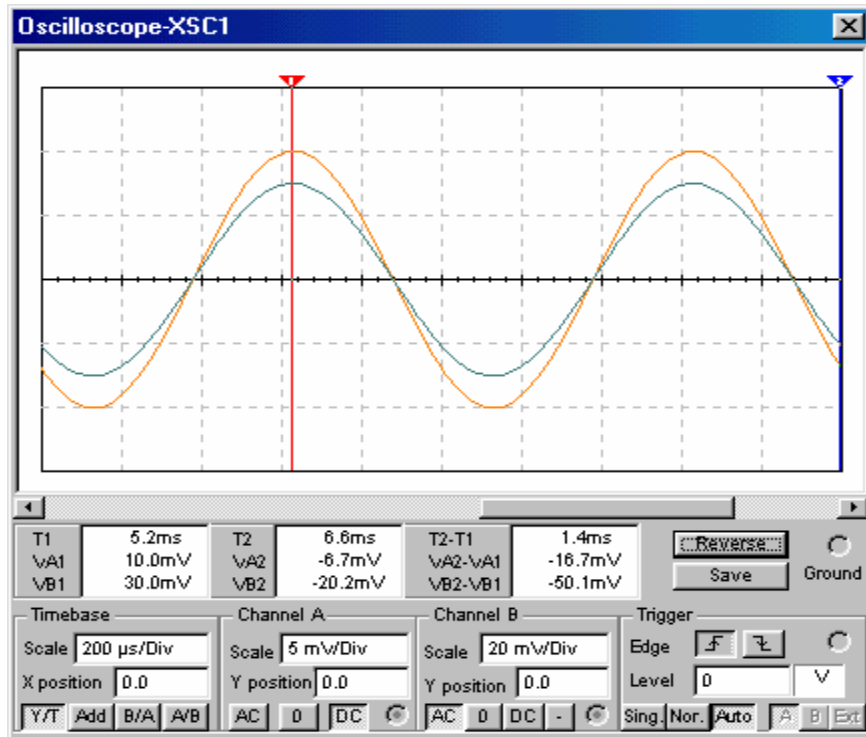 Oscilloscope-XSC1
1 2
T1 5.2ms T2 6.6ms T2-T1 1.4ms Reverse
VA1 10.0mV VA2 -6.7mV VA2-VA1 -16.7mV
VB1 30.0mV VB2 -20.2mV VB2-VB1 -50.1mV Save Ground
Timebase Channel A Channel B Trigger
Scale 200 µs/Div Scale 5 mV/Div Scale 20 mV/Div Edge
X position 0.0 Y position 0.0 Y position 0.0 Level 0 V
Y/T Add B/A A/B AC 0 DC AC 0 DC - Sing. Nor. Auto A B Ext